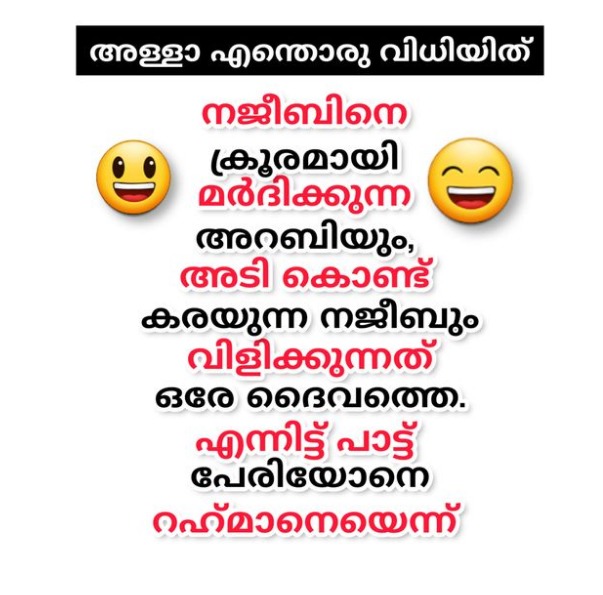 അള്ളാ എന്തൊരു വിധിയിത്
നജീബിനെ
ക്രൂരമായി
മർദിക്കുന്ന
അറബിയും,
അടി കൊണ്ട്
കരയുന്ന നജീബും
വിളിക്കുന്നത്
ഒരേ ദൈവത്തെ.
എന്നിട്ട് പാട്ട്
പേരിയോനെ
റഹ്മാനെയെന്ന്